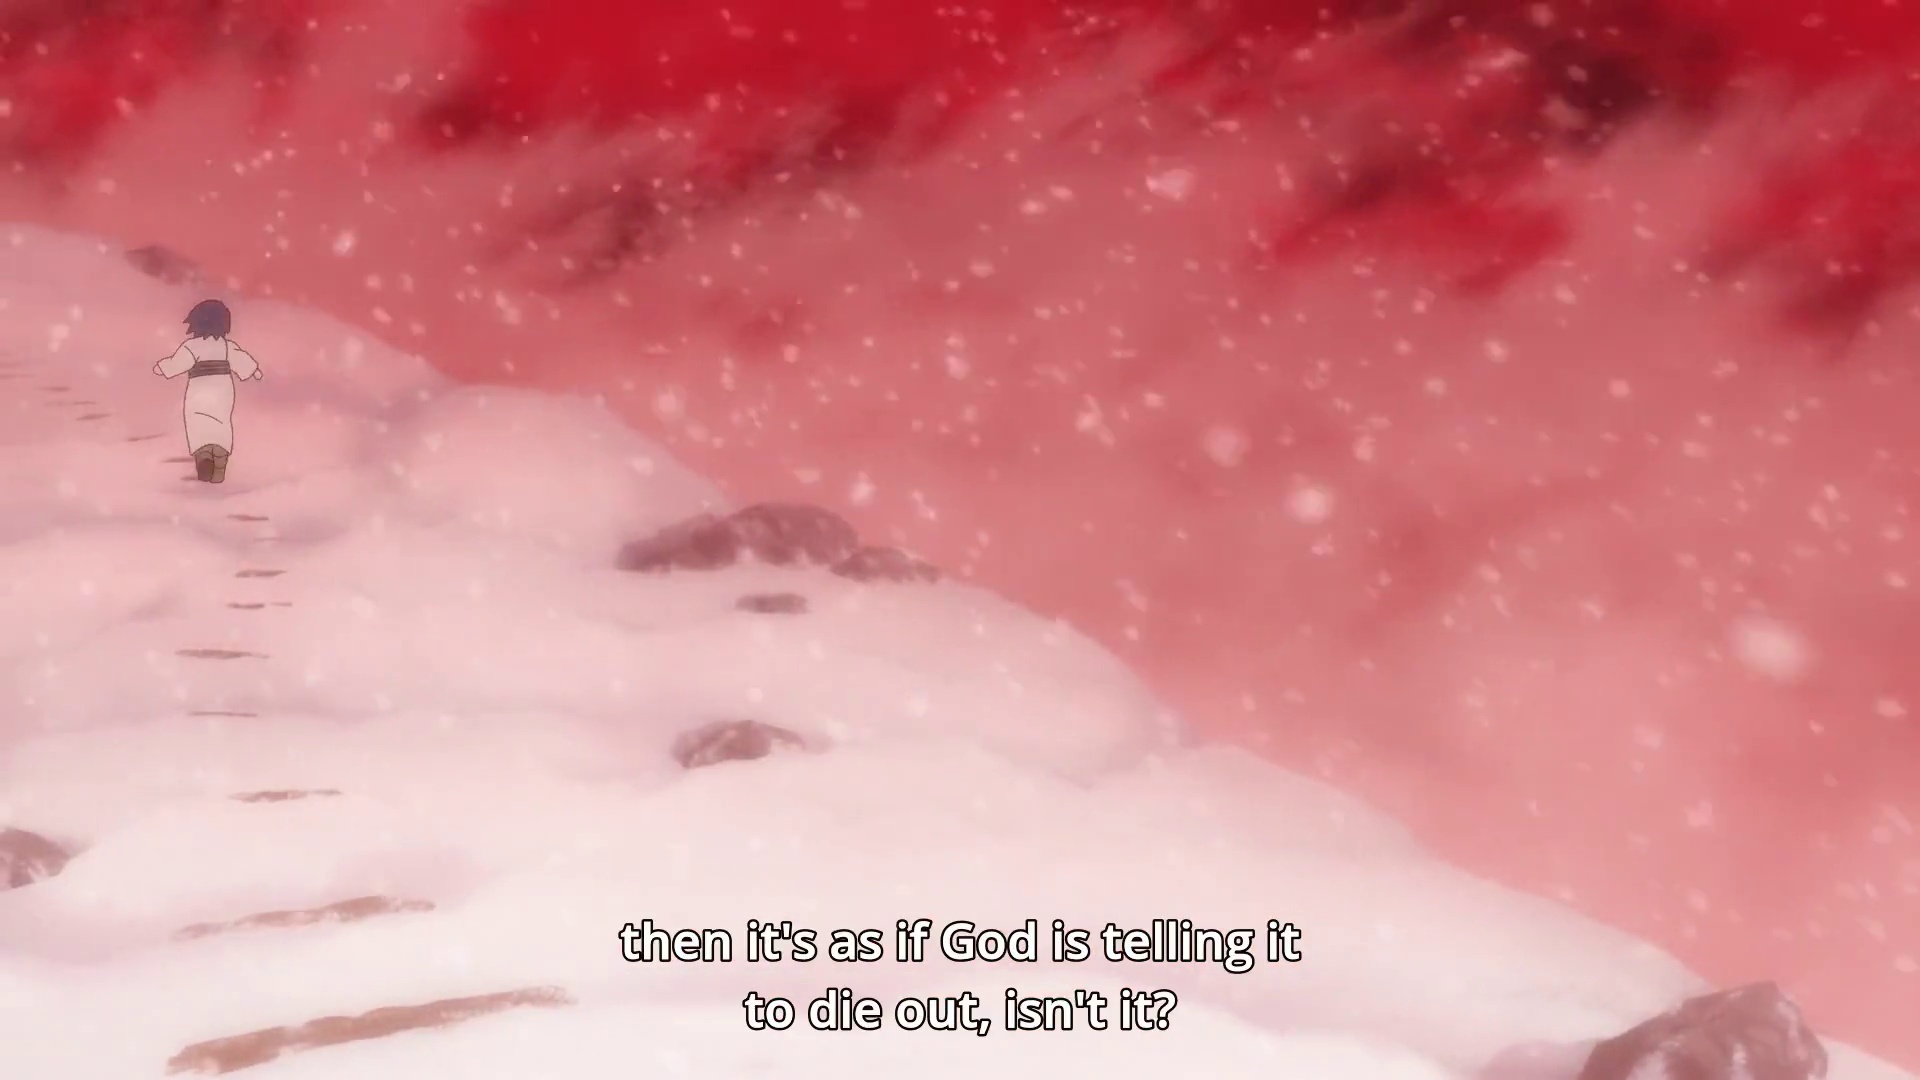 then it's as if God is telling it
to die out, isn't it?